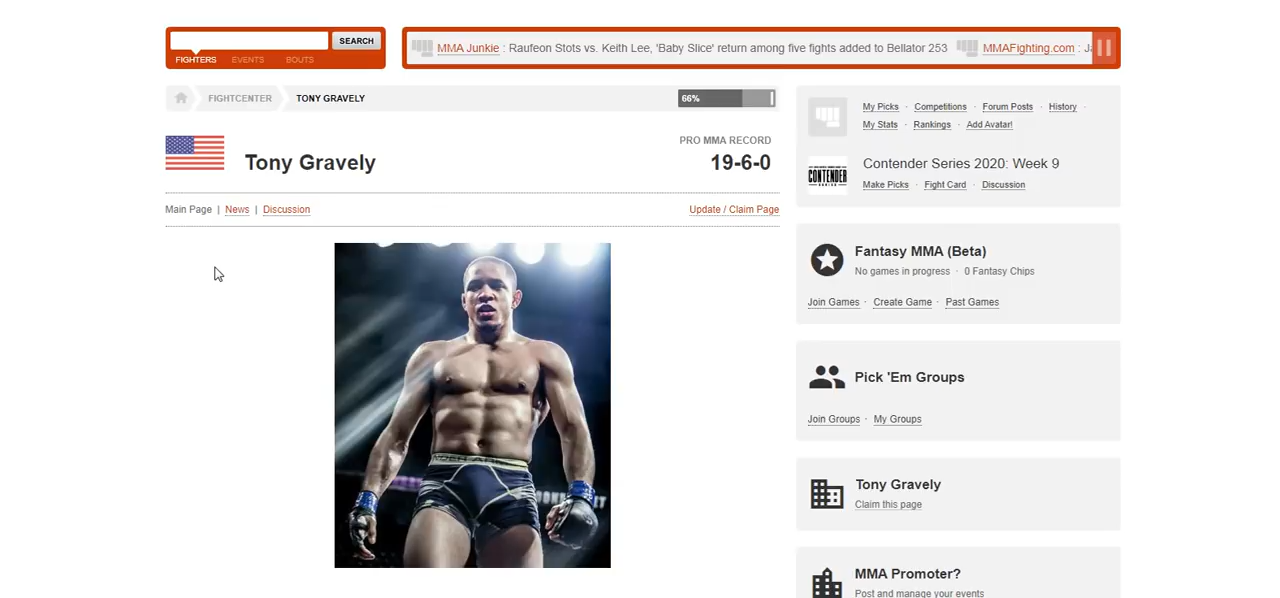 SEARCH
FIGHTERS EVENTS BOUTS
MMA Junkie : Raufeon Stots vs. Keith Lee, 'Baby Slice' return among five fights added to Bellator 253 MMAFighting.com :
FIGHTCENTER TONY GRAVELY
66%
Tony Gravely
PRO MMA RECORD
19-6-0
Main Page | News | Discussion
Update / Claim Page
My Picks · Competitions · Forum Posts · History ·
My Stats · Rankings · Add Avatar!
CONTENDER
SERIES
Contender Series 2020: Week 9
Make Picks · Fight Card · Discussion
Fantasy MMA (Beta)
No games in progress · 0 Fantasy Chips
Join Games · Create Game · Past Games
Pick 'Em Groups
Join Groups · My Groups
Tony Gravely
Claim this page
MMA Promoter?
Post and manage your events